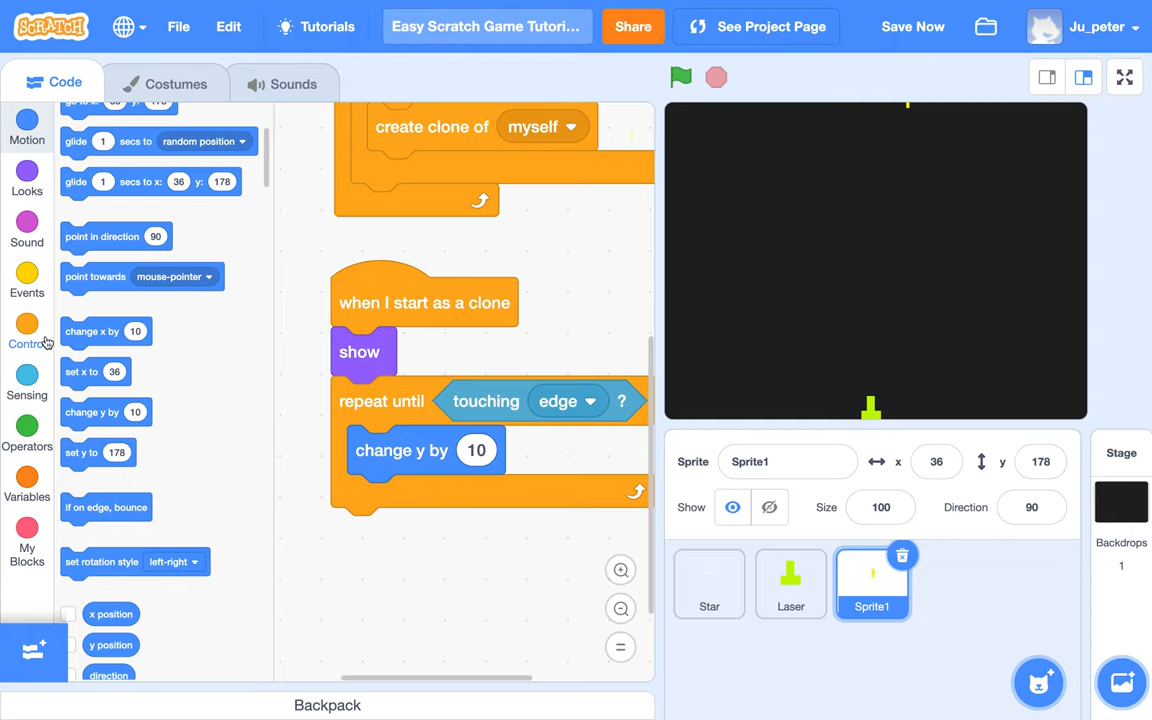 SCRATCH
File
Edit
Tutorials
Easy Scratch Game Tutori...
Share
See Project Page
Save Now
Ju_peter
Code
Costumes
Sounds
Motion
Looks
Sound
Events
Control
Sensing
Operators
Variables
My
Blocks
glide 1 secs to random position
glide 1 secs to x: 36 y: 178
point in direction 90
point towards mouse-pointer
change x by 10
set x to 36
change y by 10
set y to 178
if on edge, bounce
set rotation style left-right
x position
y position
direction
create clone of myself
when I start as a clone
show
repeat until touching edge ?
change y by 10
Backpack
Sprite Sprite1 x 36 y 178
Show Size 100 Direction 90
Star
Laser
Sprite1
Stage
Backdrops
1